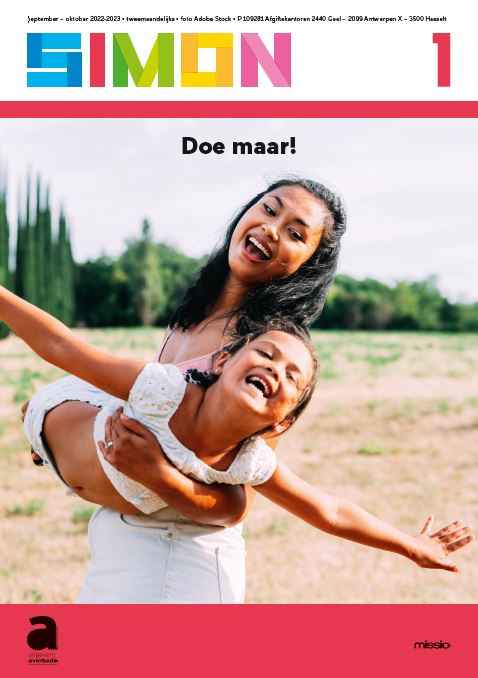 September – oktober 2022-2023 • tweemaandelijks • foto Adobe Stock • P 109281 Afgiftekantoren 2440 Geel – 2099 Antwerpen X – 3500 Hasselt
SIMON 1
Doe maar!
a
uitgeverij
averbode
missio